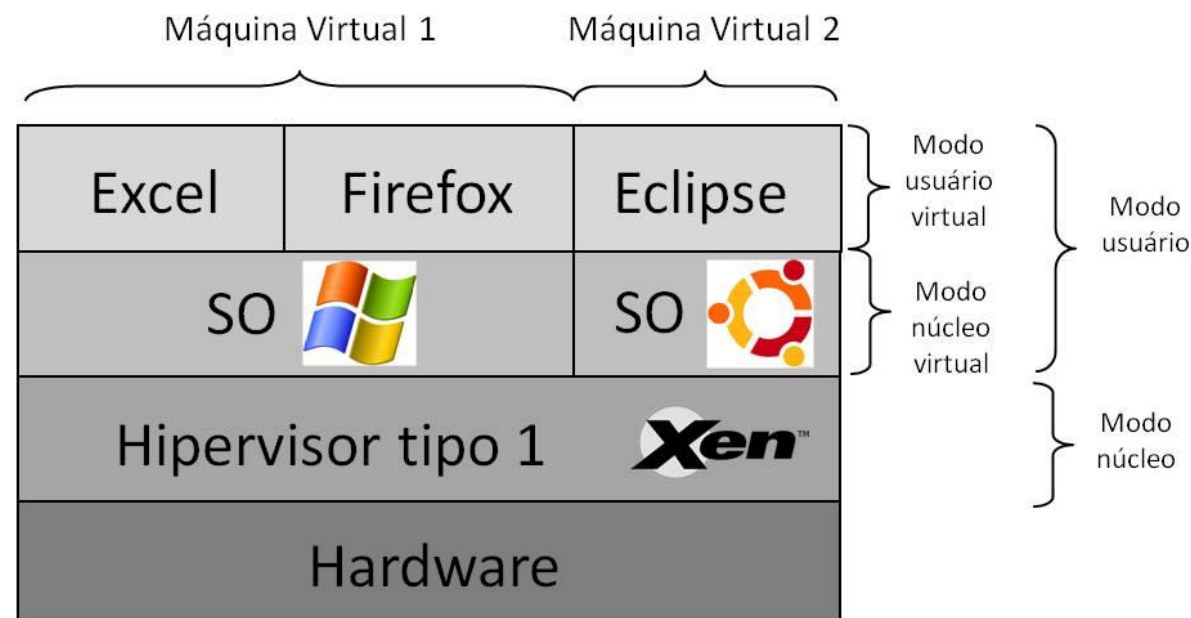 Máquina Virtual 1
Máquina Virtual 2
Excel
Firefox
Eclipse
Modo
usuário
virtual
Modo
usuário
SO
SO
Modo
núcleo
virtual
Hipervisor tipo 1
Xen™
Modo
núcleo
Hardware